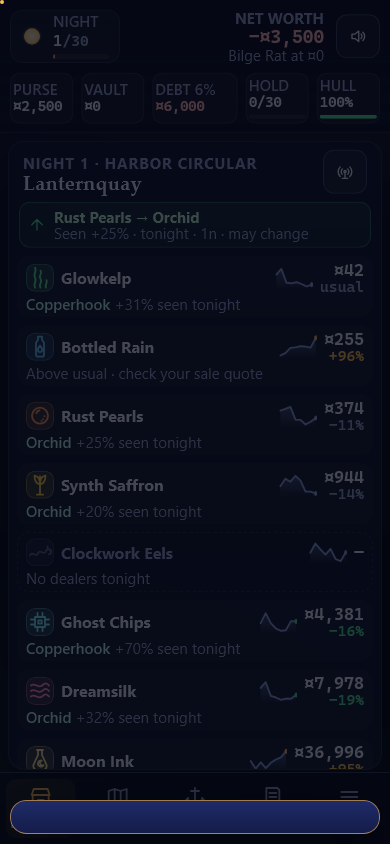 NIGHT
1/30
NET WORTH
−¤3,500
Bilge Rat at ¤0
PURSE
¤2,500
VAULT
¤0
DEBT 6%
¤6,000
HOLD
0/30
HULL
100%
NIGHT 1 · HARBOR CIRCULAR
Lanternquay
Rust Pearls → Orchid
Seen +25% · tonight · 1n · may change
Glowkelp
¤42
usual
Copperhook +31% seen tonight
Bottled Rain
¤255
+96%
Above usual · check your sale quote
Rust Pearls
¤374
−11%
Orchid +25% seen tonight
Synth Saffron
¤944
−14%
Orchid +20% seen tonight
Clockwork Eels
–
No dealers tonight
Ghost Chips
¤4,381
−16%
Copperhook +70% seen tonight
Dreamsilk
¤7,978
−19%
Orchid +32% seen tonight
Moon Ink
¤36,996
+85%